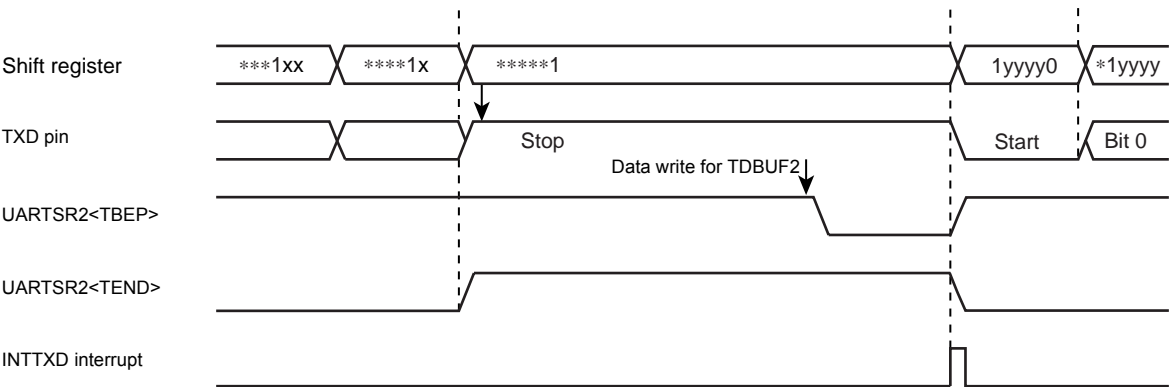 Shift register ***1xx ****1x *****1 1yyyy0 *1yyyy
TXD pin Stop Start Bit 0
Data write for TDBUF2
UARTSR2<TBEP>
UARTSR2<TEND>
INTTXD interrupt